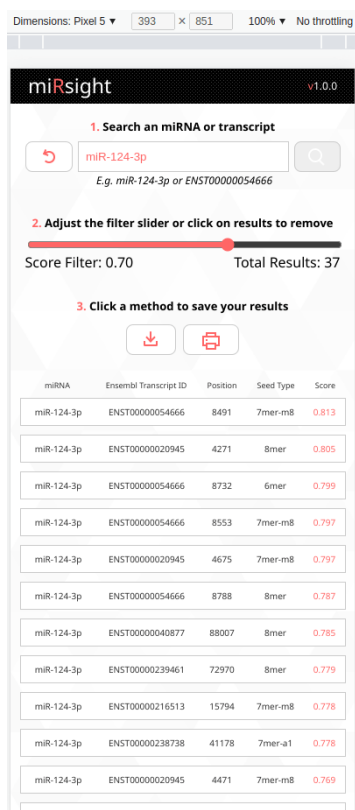 Dimensions: Pixel 5 ▼ 393 × 851 100% ▼ No throttling
miRsight v1.0.0
1. Search an miRNA or transcript
miR-124-3p
E.g. miR-124-3p or ENST00000054666
2. Adjust the filter slider or click on results to remove
Score Filter: 0.70 Total Results: 37
3. Click a method to save your results
miRNA Ensembl Transcript ID Position Seed Type Score
miR-124-3p ENST00000054666 8491 7mer-m8 0.813
miR-124-3p ENST00000020945 4271 8mer 0.805
miR-124-3p ENST00000054666 8732 6mer 0.799
miR-124-3p ENST00000054666 8553 7mer-m8 0.797
miR-124-3p ENST00000020945 4675 7mer-m8 0.797
miR-124-3p ENST00000054666 8788 8mer 0.787
miR-124-3p ENST00000040877 88007 8mer 0.785
miR-124-3p ENST00000239461 72970 8mer 0.779
miR-124-3p ENST00000216513 15794 7mer-m8 0.778
miR-124-3p ENST00000238738 41178 7mer-a1 0.778
miR-124-3p ENST00000020945 4471 7mer-m8 0.769